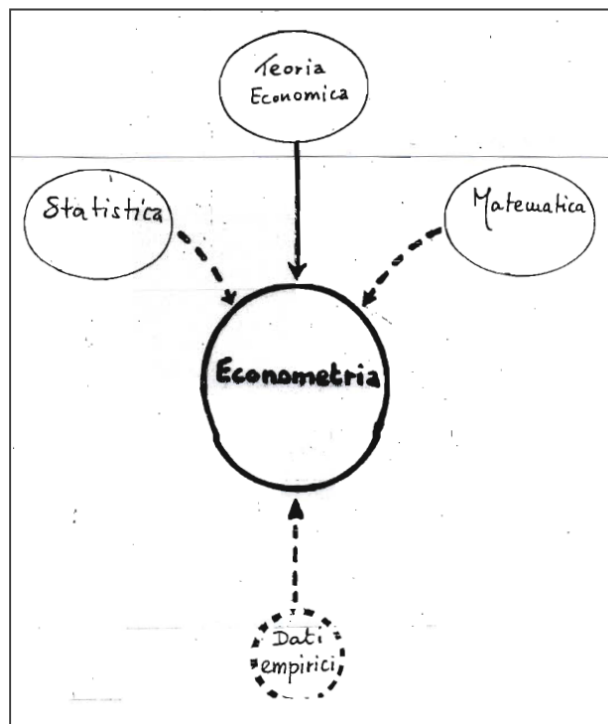 Teoria
Economica
Statistica
Matematica
Econometria
Dati
empirici